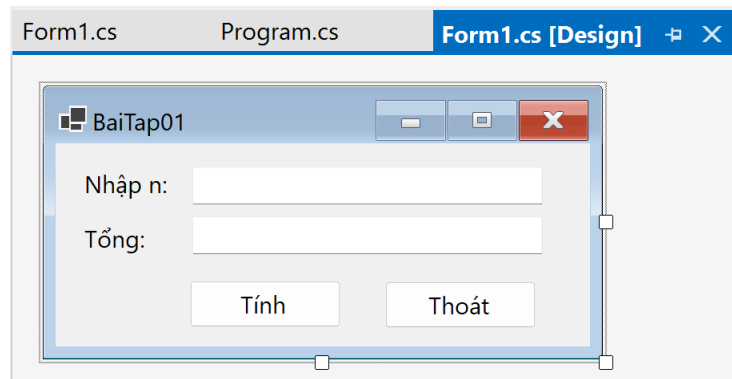 Form1.cs Program.cs Form1.cs [Design]
BaiTap01
Nhập n:
Tổng:
Tính Thoát